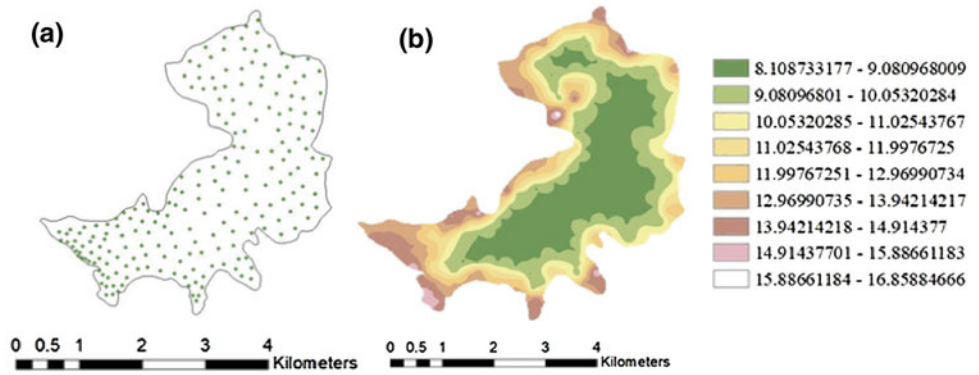 (a)
(b)
8.108733177 - 9.080968009
9.08096801 - 10.05320284
10.05320285 - 11.02543767
11.02543768 - 11.9976725
11.99767251 - 12.96990734
12.96990735 - 13.94214217
13.94214218 - 14.914377
14.91437701 - 15.88661183
15.88661184 - 16.85884666
0 0.5 1 2 3 4
Kilometers
0 0.5 1 2 3 4
Kilometers